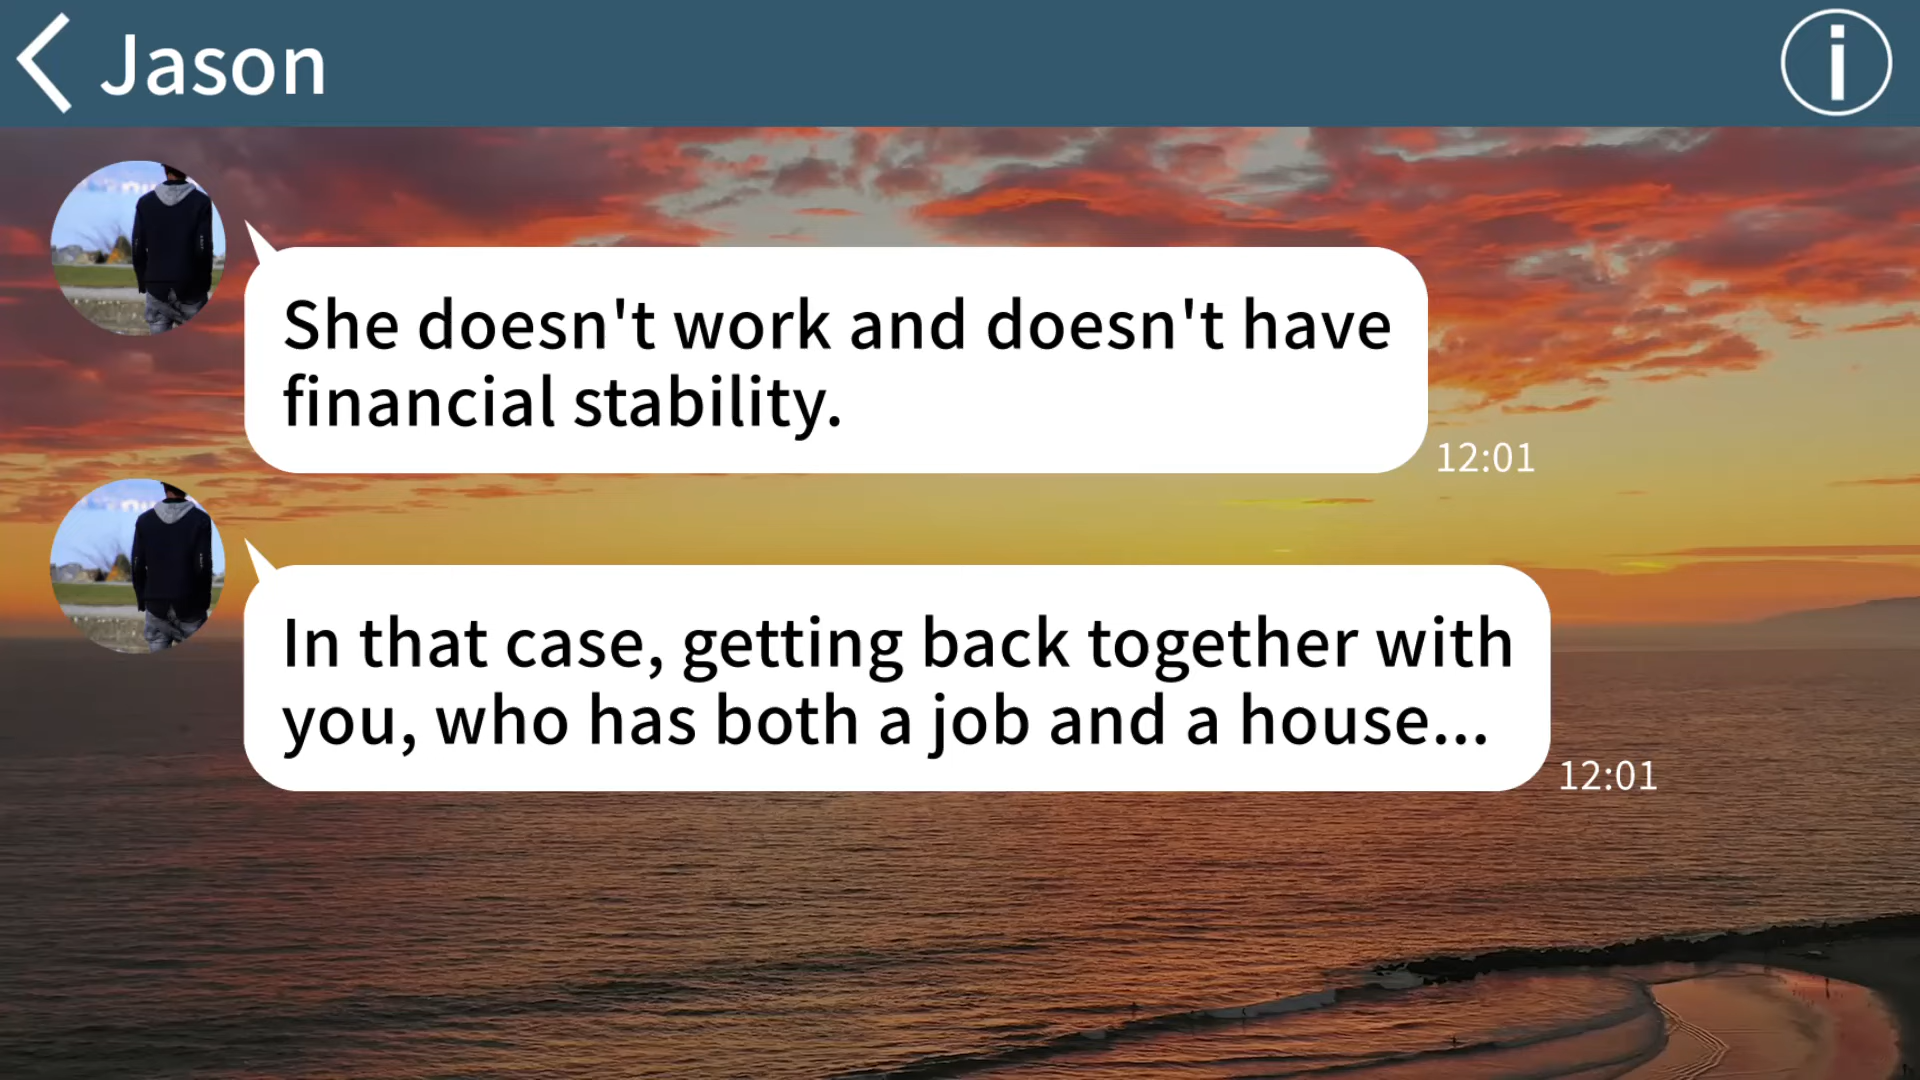 Jason
She doesn't work and doesn't have
financial stability.
12:01
In that case, getting back together with
you, who has both a job and a house...
12:01